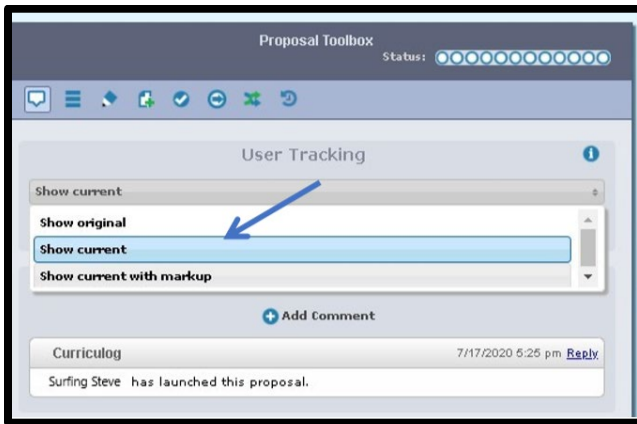 Proposal Toolbox
Status:
User Tracking
Show current
Show original
Show current
Show current with markup
Add Comment
Curriculog 7/17/2020 5:25 pm Reply
Surfing Steve has launched this proposal.